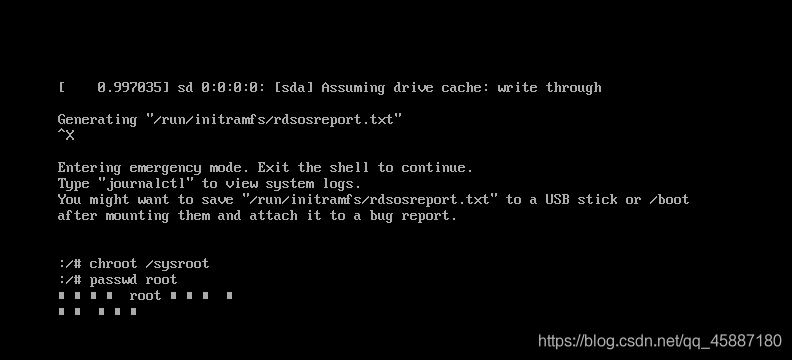 [    0.997035] sd 0:0:0:0: [sda] Assuming drive cache: write through
Generating "/run/initramfs/rdsosreport.txt"
^X
Entering emergency mode. Exit the shell to continue.
Type "journalctl" to view system logs.
You might want to save "/run/initramfs/rdsosreport.txt" to a USB stick or /boot
after mounting them and attach it to a bug report.
:/# chroot /sysroot
:/# passwd root
■ ■ ■ ■  root ■ ■ ■  ■
■ ■  ■ ■ ■
https://blog.csdn.net/qq_45887180